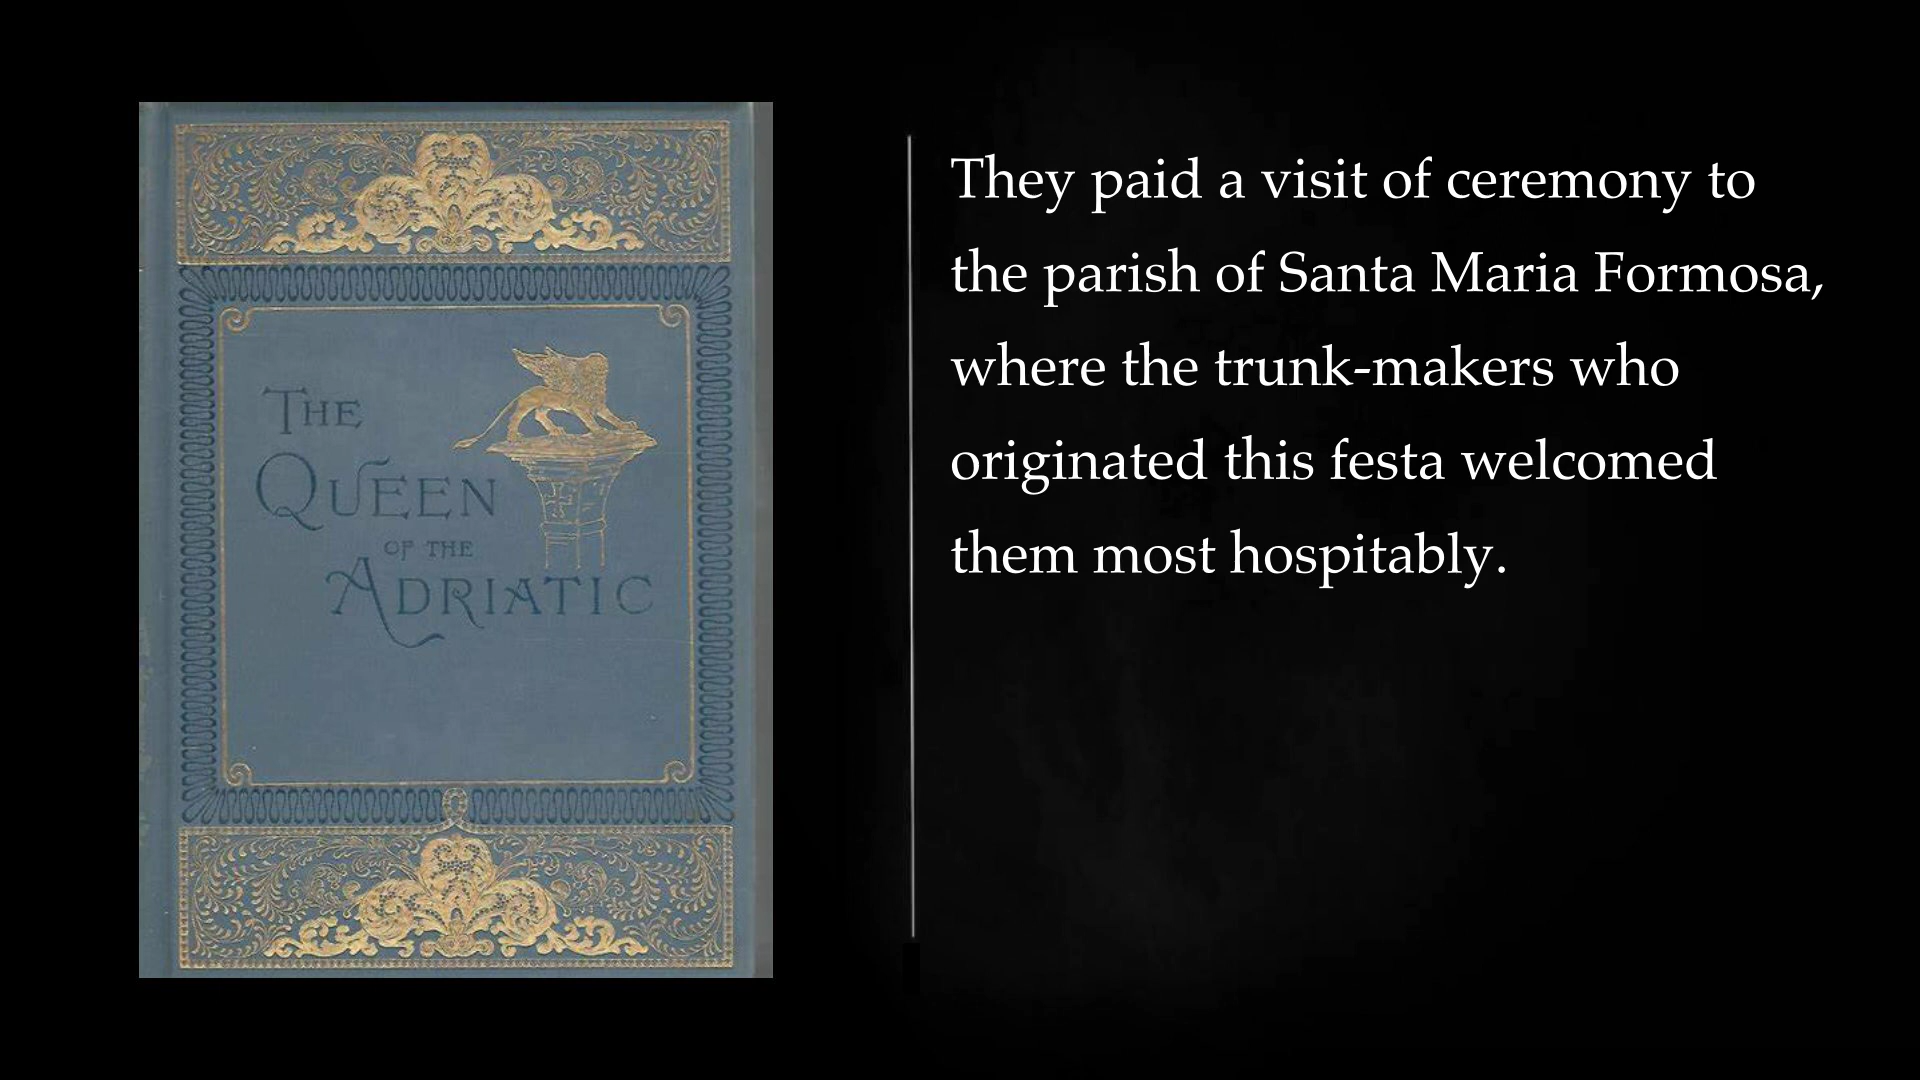 THE
QUEEN
OF THE
ADRIATIC
They paid a visit of ceremony to
the parish of Santa Maria Formosa,
where the trunk-makers who
originated this festa welcomed
them most hospitably.